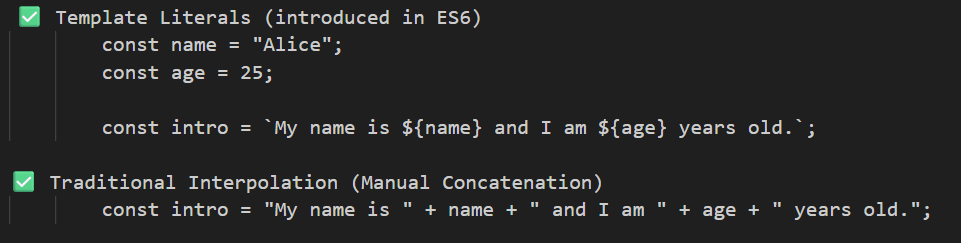 ✅ Template Literals (introduced in ES6)
const name = "Alice";
const age = 25;
const intro = `My name is ${name} and I am ${age} years old.`;
✅ Traditional Interpolation (Manual Concatenation)
const intro = "My name is " + name + " and I am " + age + " years old.";